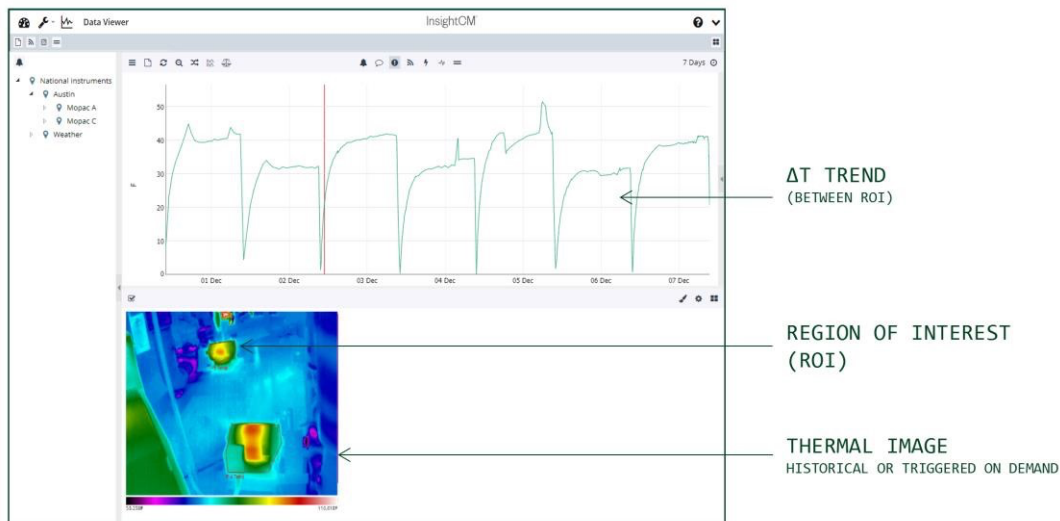 Data Viewer
InsightCM
7 Days
National Instruments
Austin
Mopac A
Mopac C
Weather
50
40
30
20
10
0
F
01 Dec
02 Dec
03 Dec
04 Dec
05 Dec
06 Dec
07 Dec
ΔT TREND
(BETWEEN ROI)
REGION OF INTEREST
(ROI)
THERMAL IMAGE
HISTORICAL OR TRIGGERED ON DEMAND